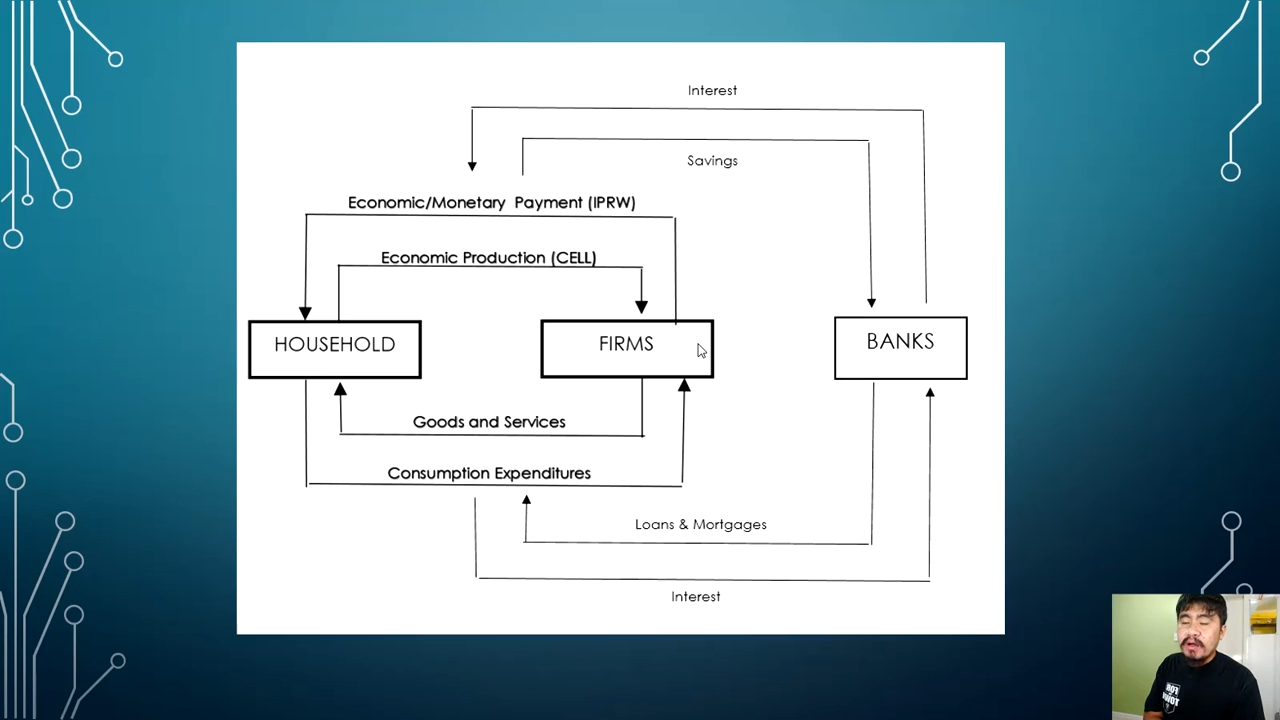 Interest
Savings
Economic/Monetary Payment (IPRW)
Economic Production (CELL)
HOUSEHOLD
FIRMS
BANKS
Goods and Services
Consumption Expenditures
Loans & Mortgages
Interest